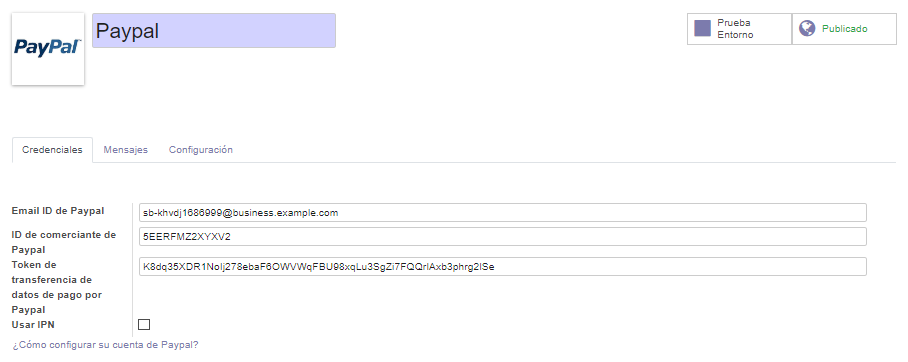 PayPal
Paypal
Prueba
Entorno
Publicado
Credenciales
Mensajes
Configuración
Email ID de Paypal
sb-khvdj1686999@business.example.com
ID de comerciante de
Paypal
5EERFMZ2XYXV2
Token de
transferencia de
datos de pago por
Paypal
K8dq35XDR1NoIj278ebaF6OWVWqFBU98xqLu3SgZi7FQQrlAxb3phrg2ISe
Usar IPN
¿Cómo configurar su cuenta de Paypal?